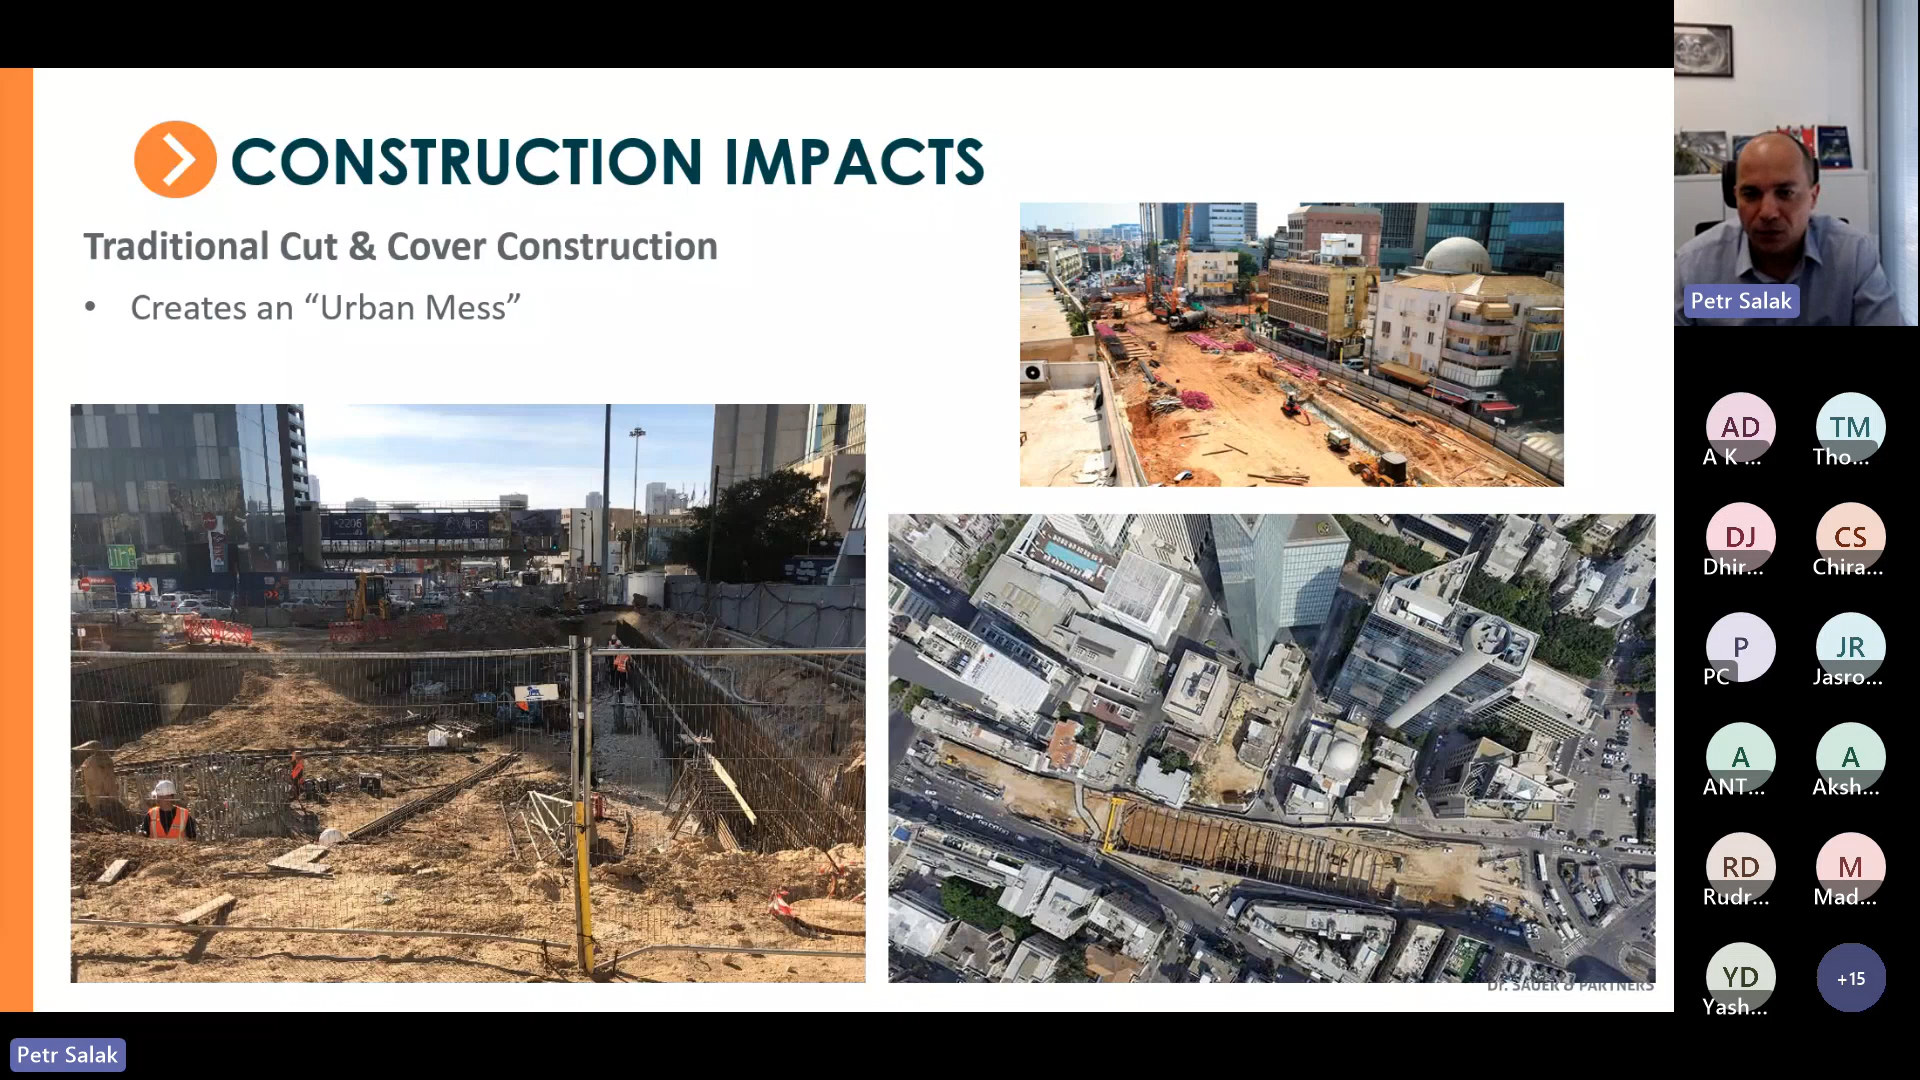 CONSTRUCTION IMPACTS
Traditional Cut & Cover Construction
• Creates an “Urban Mess”
Dr. SAUER & PARTNERS
Petr Salak
AD
A K ...
TM
Tho...
DJ
Dhir...
CS
Chira...
P
PC
JR
Jasro...
A
ANT...
A
Aksh...
RD
Rudr...
M
Mad...
YD
Yash...
+15
Petr Salak